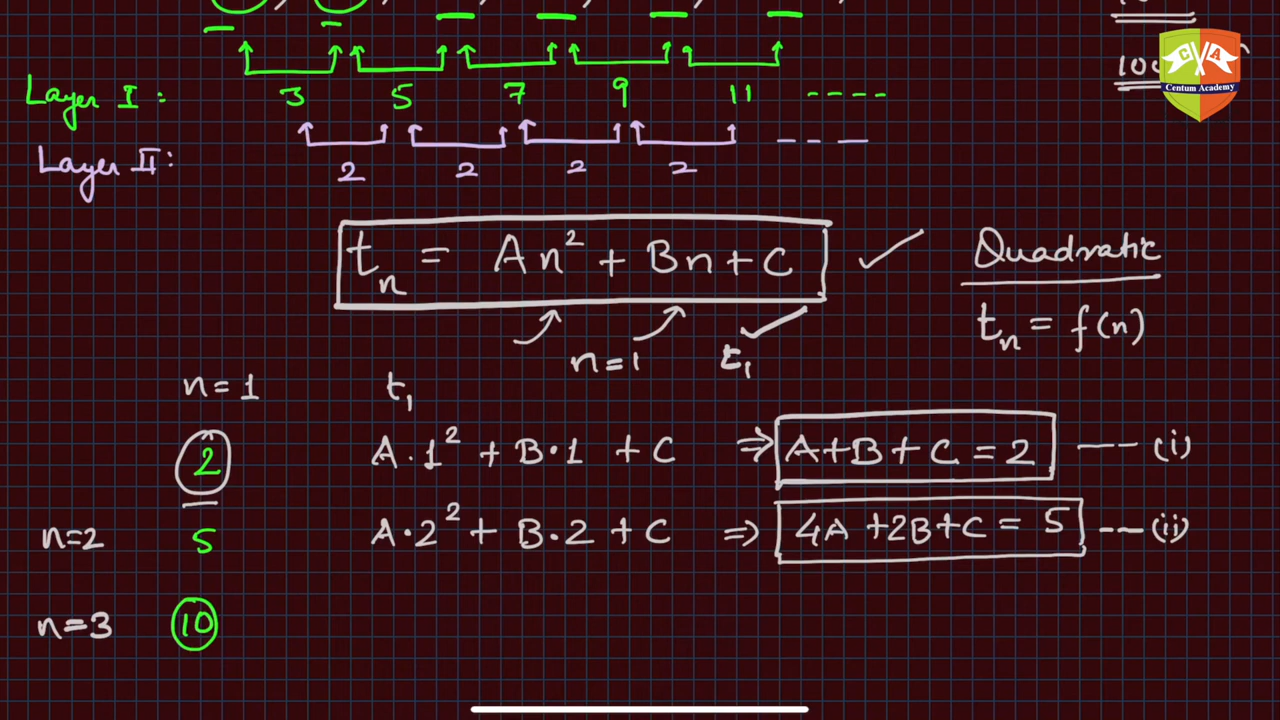 Centum Academy
Layer I : 3 5 7 9 11 ----
Layer II : 2 2 2 2 ----
tₙ = An² + Bn + C
Quadratic
tₙ = f(n)
n=1 t₁
n=1 t₁
2 A·1² + B·1 + C ⇒ A+B+C = 2 ---- (i)
n=2 5 A·2² + B·2 + C ⇒ 4A+2B+C = 5 ---(ii)
n=3 10